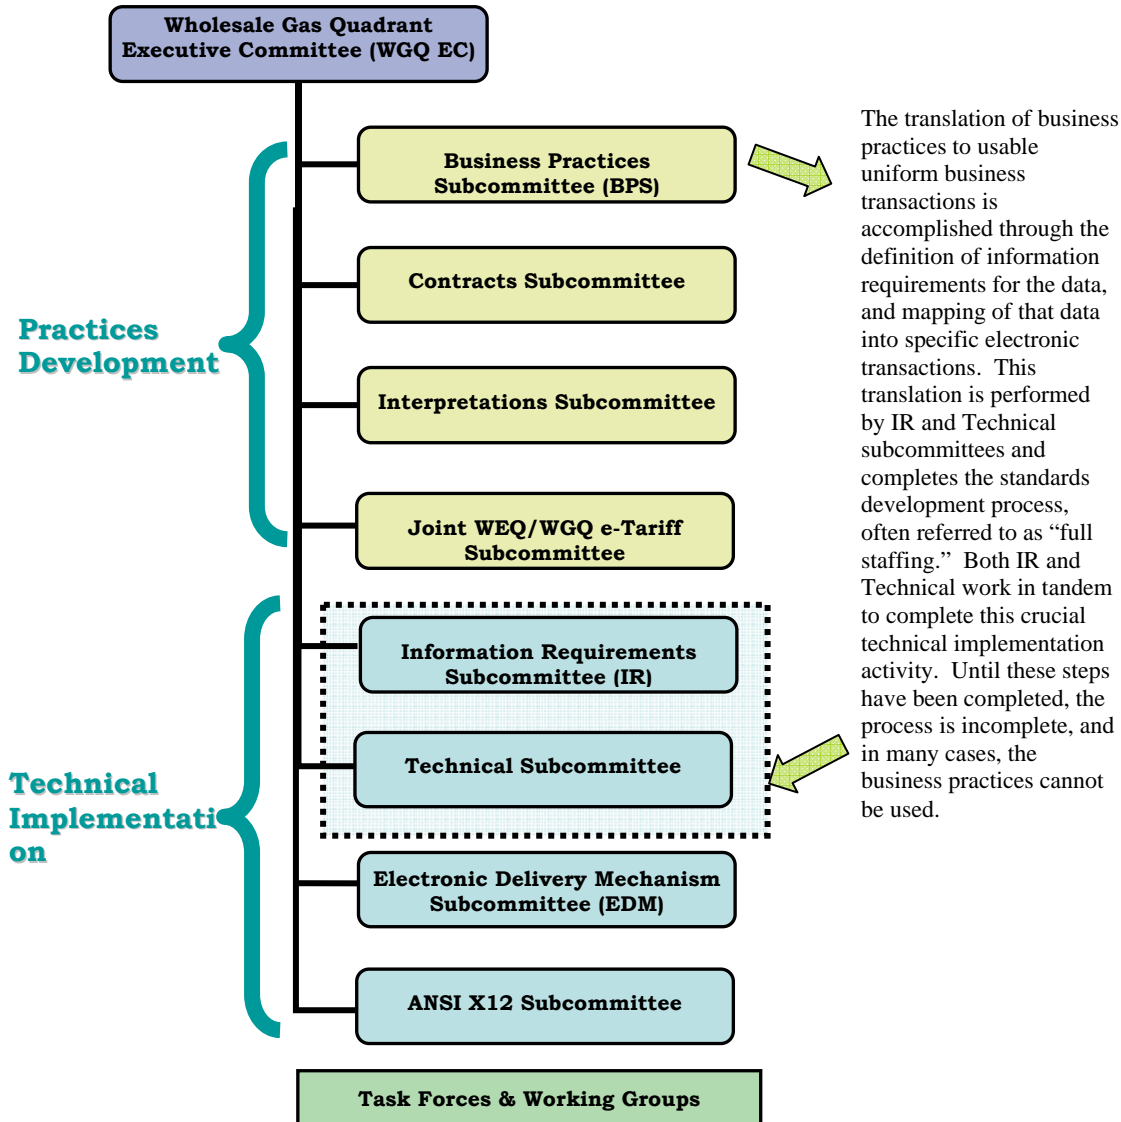 Wholesale Gas Quadrant
Executive Committee (WGQ EC)
Business Practices
Subcommittee (BPS)
Contracts Subcommittee
Practices
Development
Interpretations Subcommittee
Joint WEQ/WGQ e-Tariff
Subcommittee
Information Requirements
Subcommittee (IR)
Technical Subcommittee
Technical
Implementati
on
Electronic Delivery Mechanism
Subcommittee (EDM)
ANSI X12 Subcommittee
Task Forces & Working Groups
The translation of business
practices to usable
uniform business
transactions is
accomplished through the
definition of information
requirements for the data,
and mapping of that data
into specific electronic
transactions.  This
translation is performed
by IR and Technical
subcommittees and
completes the standards
development process,
often referred to as “full
staffing.”  Both IR and
Technical work in tandem
to complete this crucial
technical implementation
activity.  Until these steps
have been completed, the
process is incomplete, and
in many cases, the
business practices cannot
be used.